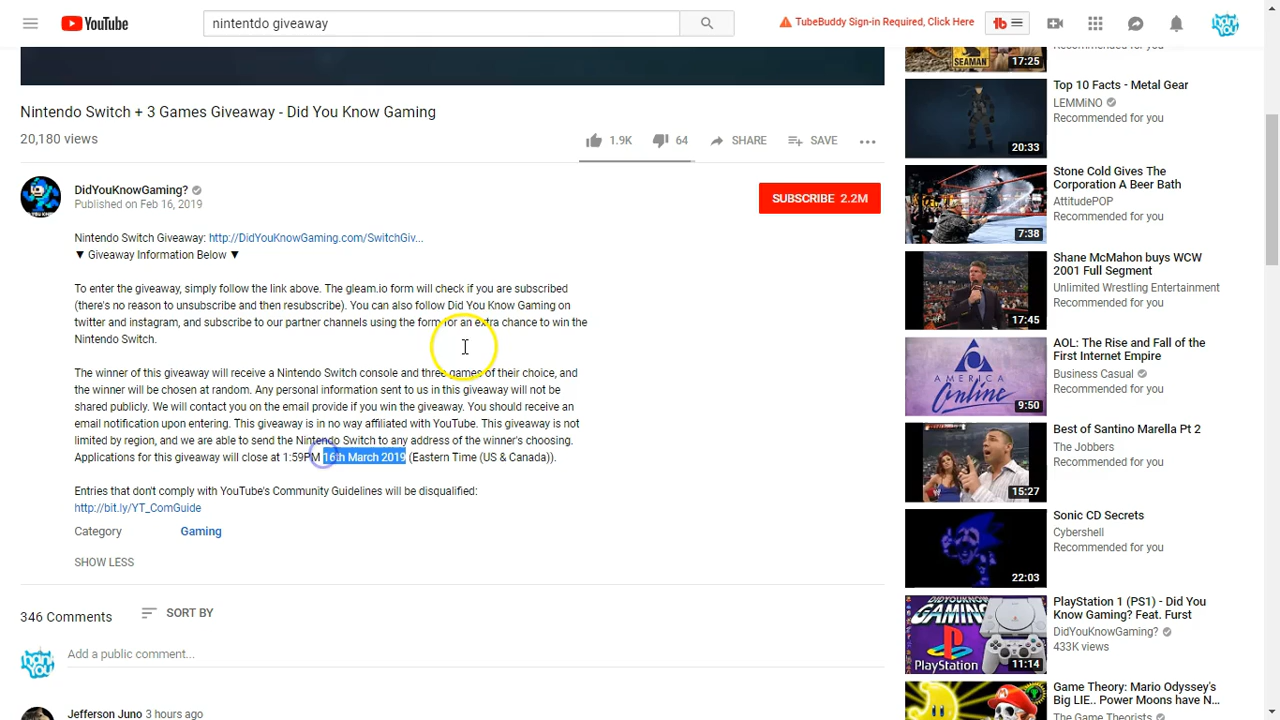 YouTube
nintentdo giveaway
TubeBuddy Sign-in Required, Click Here
tb
Nintendo Switch + 3 Games Giveaway - Did You Know Gaming
20,180 views
1.9K
64
SHARE
SAVE
DidYouKnowGaming?
Published on Feb 16, 2019
SUBSCRIBE 2.2M
Nintendo Switch Giveaway: http://DidYouKnowGaming.com/SwitchGiv...
▼ Giveaway Information Below ▼
To enter the giveaway, simply follow the link above. The gleam.io form will check if you are subscribed
(there's no reason to unsubscribe and then resubscribe). You can also follow Did You Know Gaming on
twitter and instagram, and subscribe to our partner channels using the form for an extra chance to win the
Nintendo Switch.
The winner of this giveaway will receive a Nintendo Switch console and three games of their choice, and
the winner will be chosen at random. Any personal information sent to us in this giveaway will not be
shared publicly. We will contact you on the email provide if you win the giveaway. You should receive an
email notification upon entering. This giveaway is in no way affiliated with YouTube. This giveaway is not
limited by region, and we are able to send the Nintendo Switch to any address of the winner's choosing.
Applications for this giveaway will close at 1:59PM 16th March 2019 (Eastern Time (US & Canada)).
Entries that don't comply with YouTube's Community Guidelines will be disqualified:
http://bit.ly/YT_ComGuide
Category
Gaming
SHOW LESS
346 Comments
SORT BY
Add a public comment...
Jefferson Juno 3 hours ago
SEAMAN
17:25
Recommended for you
Top 10 Facts - Metal Gear
LEMMiNO
Recommended for you
20:33
Stone Cold Gives The
Corporation A Beer Bath
AttitudePOP
Recommended for you
7:38
Shane McMahon buys WCW
2001 Full Segment
Unlimited Wrestling Entertainment
Recommended for you
17:45
AOL: The Rise and Fall of the
First Internet Empire
Business Casual
Recommended for you
AMERICA
Online
9:50
Best of Santino Marella Pt 2
The Jobbers
Recommended for you
15:27
Sonic CD Secrets
Cybershell
Recommended for you
22:03
PlayStation 1 (PS1) - Did You
Know Gaming? Feat. Furst
DidYouKnowGaming?
433K views
DIDYOUKNOW
GAMING
PlayStation
11:14
Game Theory: Mario Odyssey's
Big LIE.. Power Moons have N...
The Game Theorists